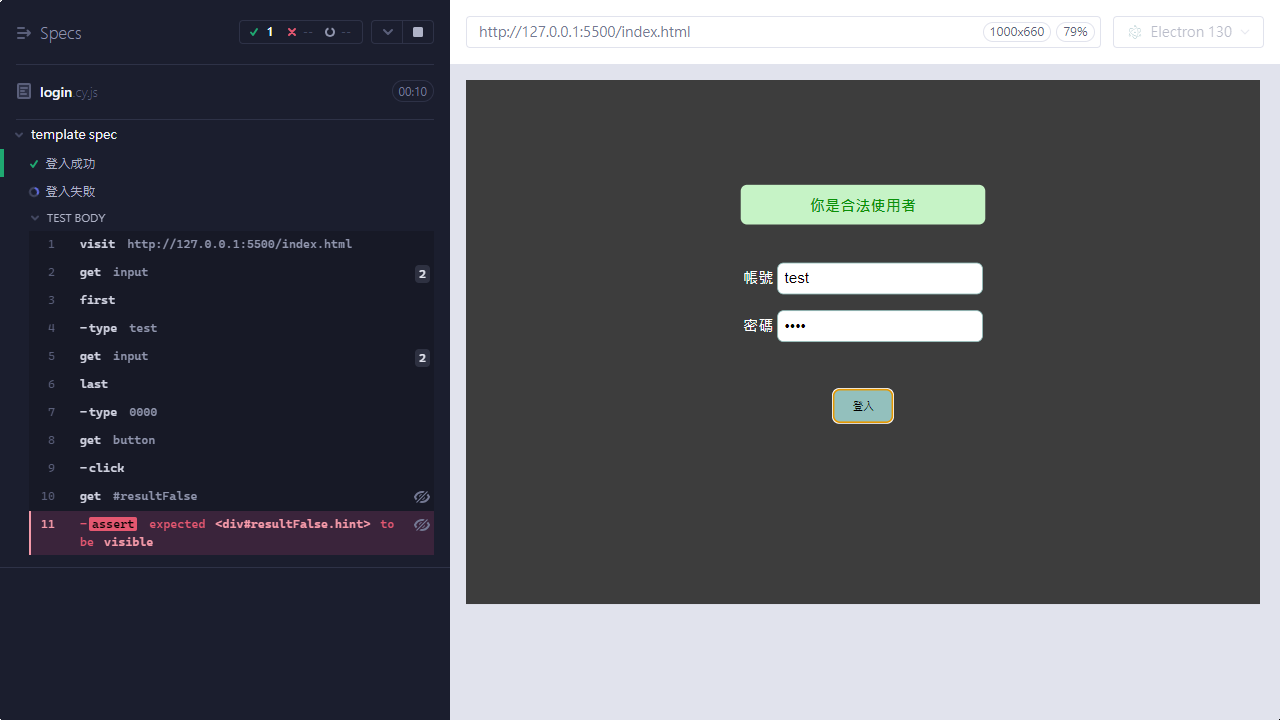 Specs
1
--
--
http://127.0.0.1:5500/index.html
1000x660
79%
Electron 130
login.cy.js
00:10
template spec
登入成功
登入失敗
TEST BODY
1 visit http://127.0.0.1:5500/index.html
2 get input 2
3 first
4 -type test
5 get input 2
6 last
7 -type 0000
8 get button
9 -click
10 get #resultFalse
11 -assert expected <div#resultFalse.hint> to
be visible
你是合法使用者
帳號 test
密碼 ••••
登入